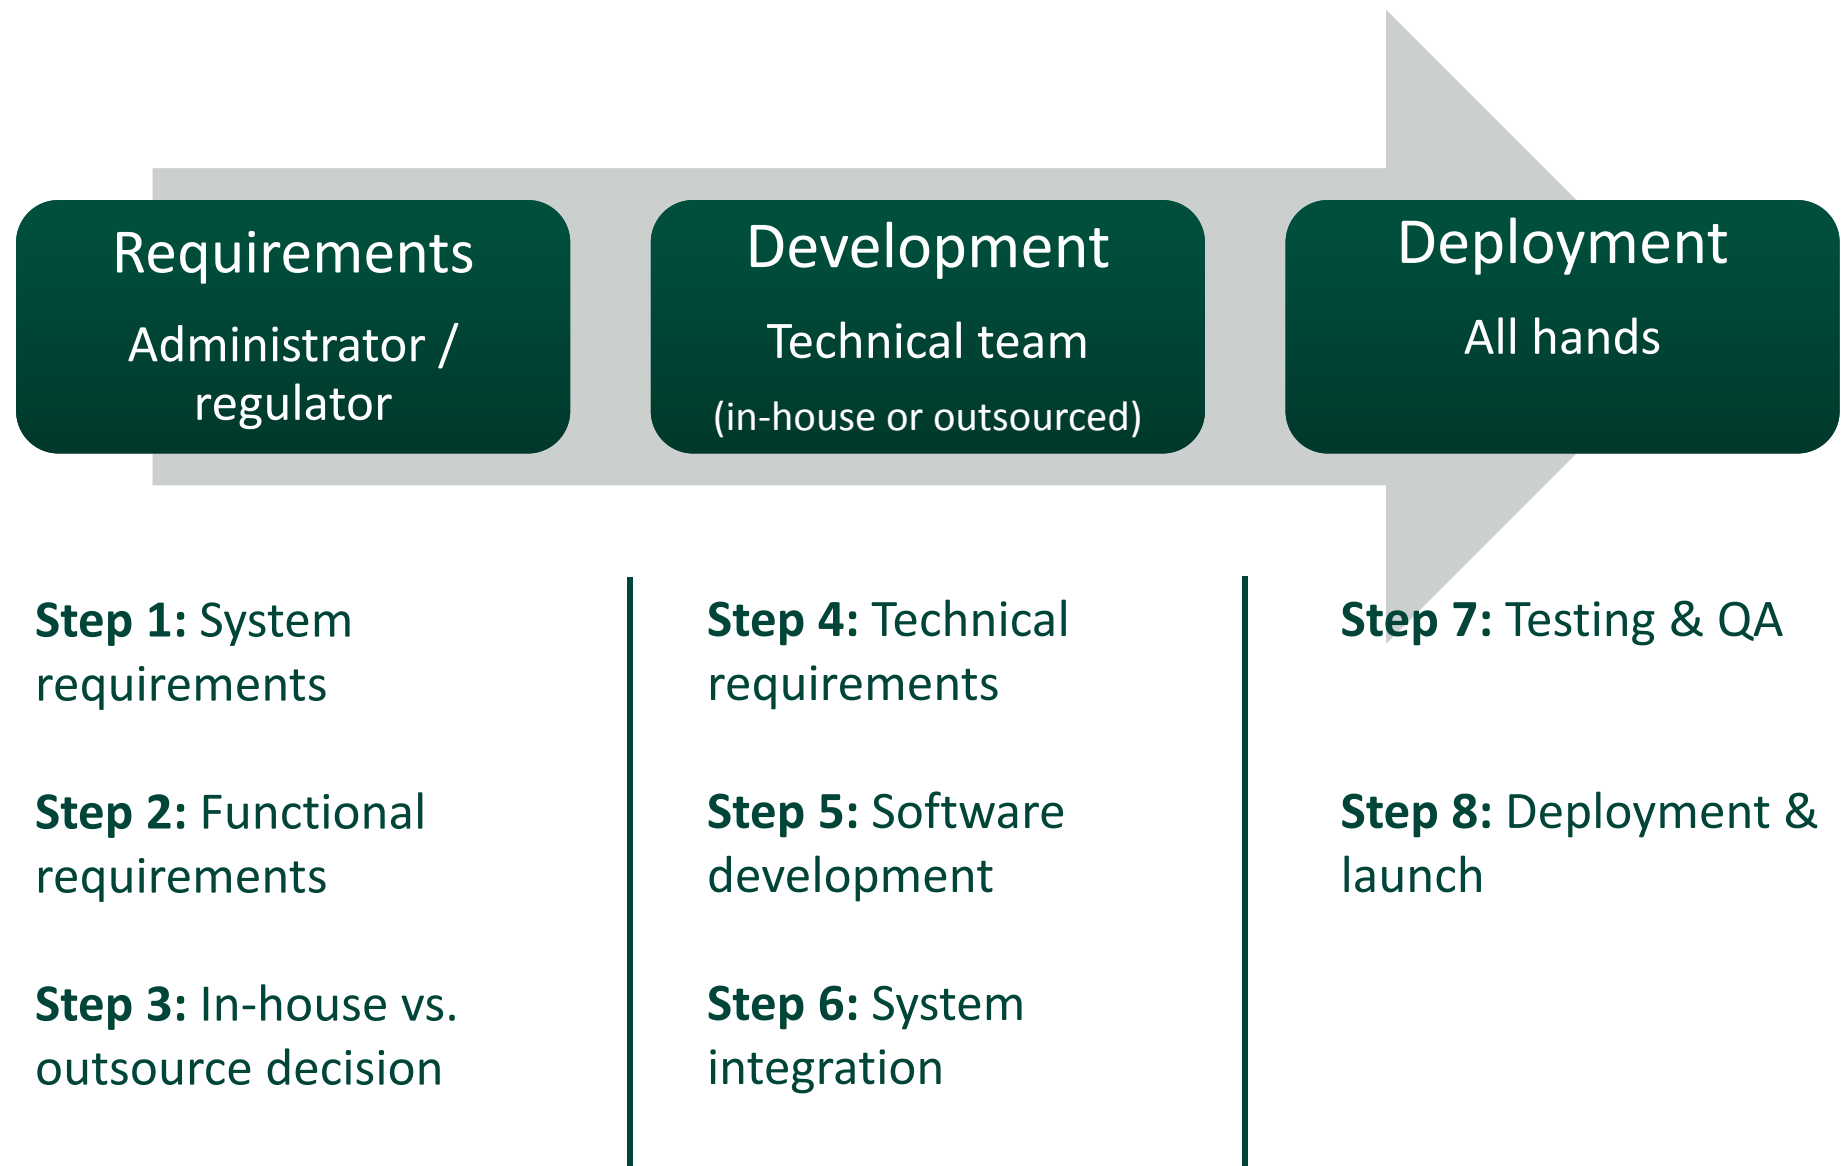 Requirements
Administrator /
regulator
Development
Technical team
(in-house or outsourced)
Deployment
All hands
Step 1: System
requirements
Step 2: Functional
requirements
Step 3: In-house vs.
outsource decision
Step 4: Technical
requirements
Step 5: Software
development
Step 6: System
integration
Step 7: Testing & QA
Step 8: Deployment &
launch